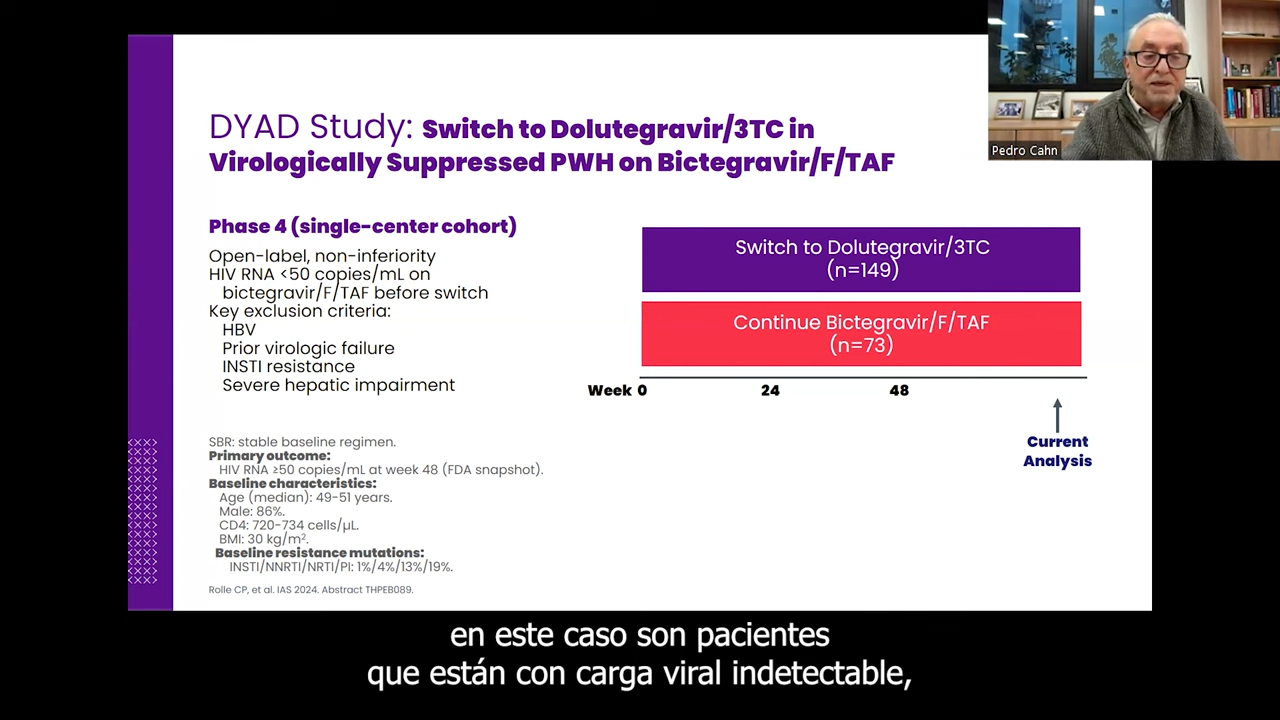 DYAD Study: Switch to Dolutegravir/3TC in
Virologically Suppressed PWH on Bictegravir/F/TAF
Phase 4 (single-center cohort)
Open-label, non-inferiority
HIV RNA <50 copies/mL on
bictegravir/F/TAF before switch
Key exclusion criteria:
HBV
Prior virologic failure
INSTI resistance
Severe hepatic impairment
SBR: stable baseline regimen.
Primary outcome:
HIV RNA ≥50 copies/mL at week 48 (FDA snapshot).
Baseline characteristics:
Age (median): 49-51 years.
Male: 86%.
CD4: 720-734 cells/µL.
BMI: 30 kg/m².
Baseline resistance mutations:
INSTI/NNRTI/NRTI/PI: 1%/4%/13%/19%.
Rolle CP, et al. IAS 2024. Abstract THPEB089.
Switch to Dolutegravir/3TC
(n=149)
Continue Bictegravir/F/TAF
(n=73)
Week 0 24 48
Current
Analysis
Pedro Cahn
en este caso son pacientes
que están con carga viral indetectable,